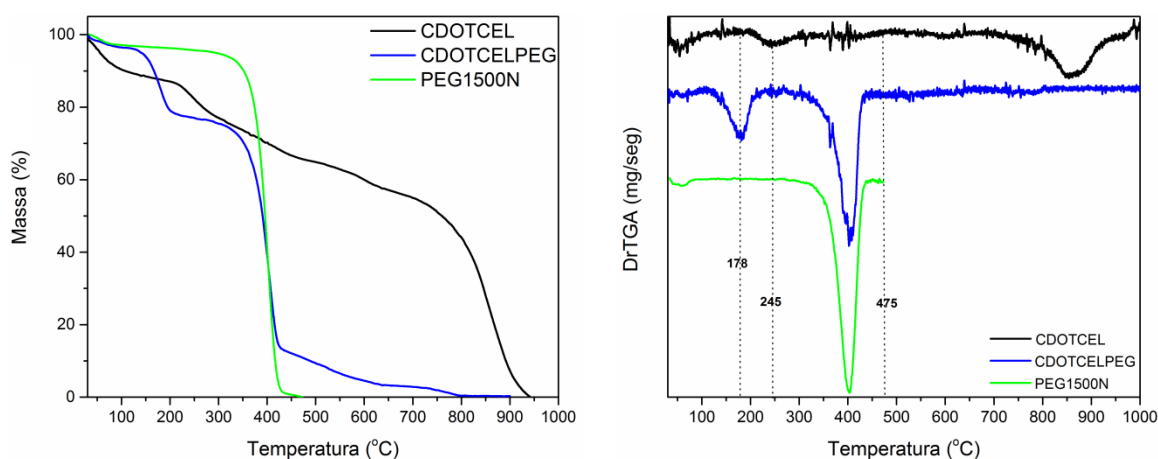 CDOTCEL
CDOTCELPEG
PEG1500N
100
80
60
40
20
0
Massa (%)
100 200 300 400 500 600 700 800 900 1000
Temperatura (°C)
DrTGA (mg/seg)
178
245
475
CDOTCEL
CDOTCELPEG
PEG1500N
100 200 300 400 500 600 700 800 900 1000
Temperatura (°C)